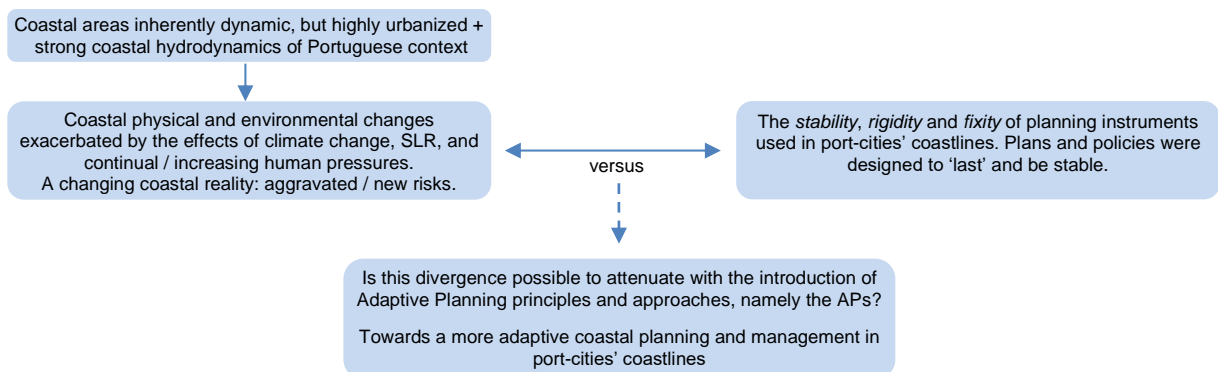 Coastal areas inherently dynamic, but highly urbanized +
strong coastal hydrodynamics of Portuguese context
Coastal physical and environmental changes
exacerbated by the effects of climate change, SLR, and
continual / increasing human pressures.
A changing coastal reality: aggravated / new risks.
versus
The stability, rigidity and fixity of planning instruments
used in port-cities' coastlines. Plans and policies were
designed to 'last' and be stable.
Is this divergence possible to attenuate with the introduction of
Adaptive Planning principles and approaches, namely the APs?
Towards a more adaptive coastal planning and management in
port-cities' coastlines